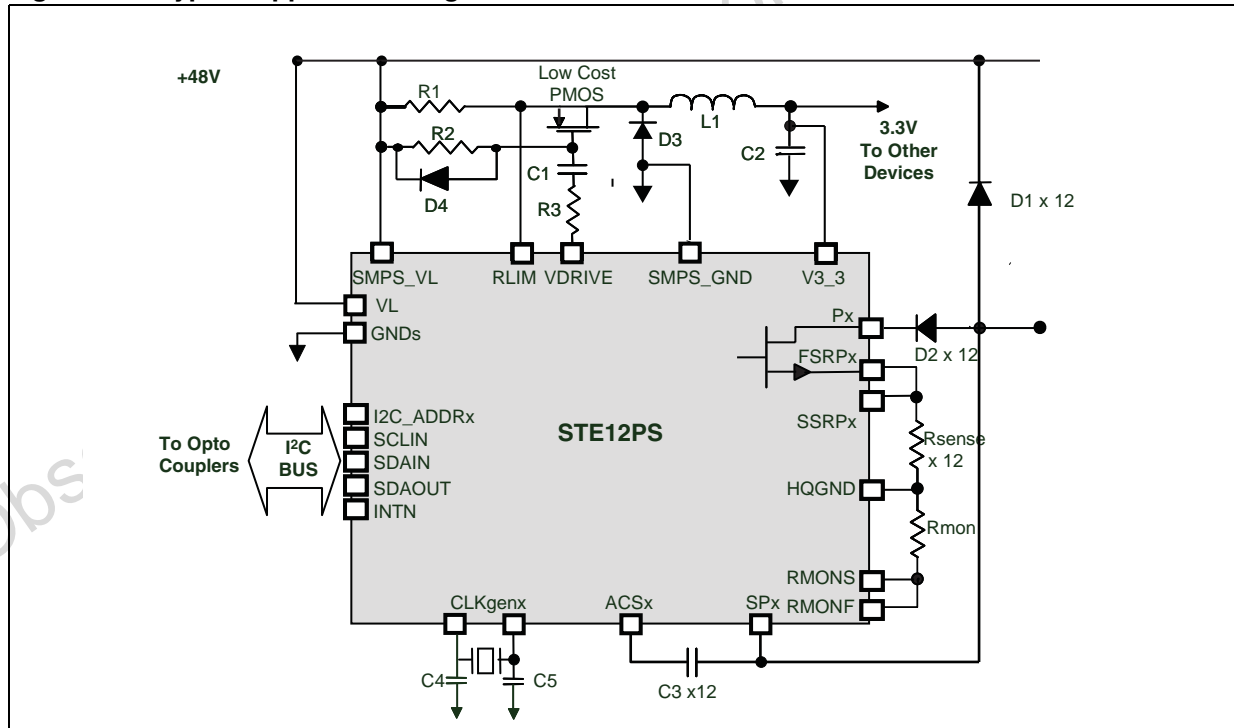 +48V
Low Cost
PMOS
R1
R2
D4
C1
R3
D3
L1
C2
3.3V
To Other
Devices
D1 x 12
SMPS_VL
RLIM
VDRIVE
SMPS_GND
V3_3
VL
GNDs
Px
D2 x 12
FSRPx
SSRPx
I2C_ADDRx
SCLIN
SDAIN
SDAOUT
INTN
To Opto
Couplers
I²C
BUS
STE12PS
Rsense
x 12
HQGND
Rmon
RMONS
RMONF
CLKgenx
ACSx
SPx
C4
C5
C3 x12